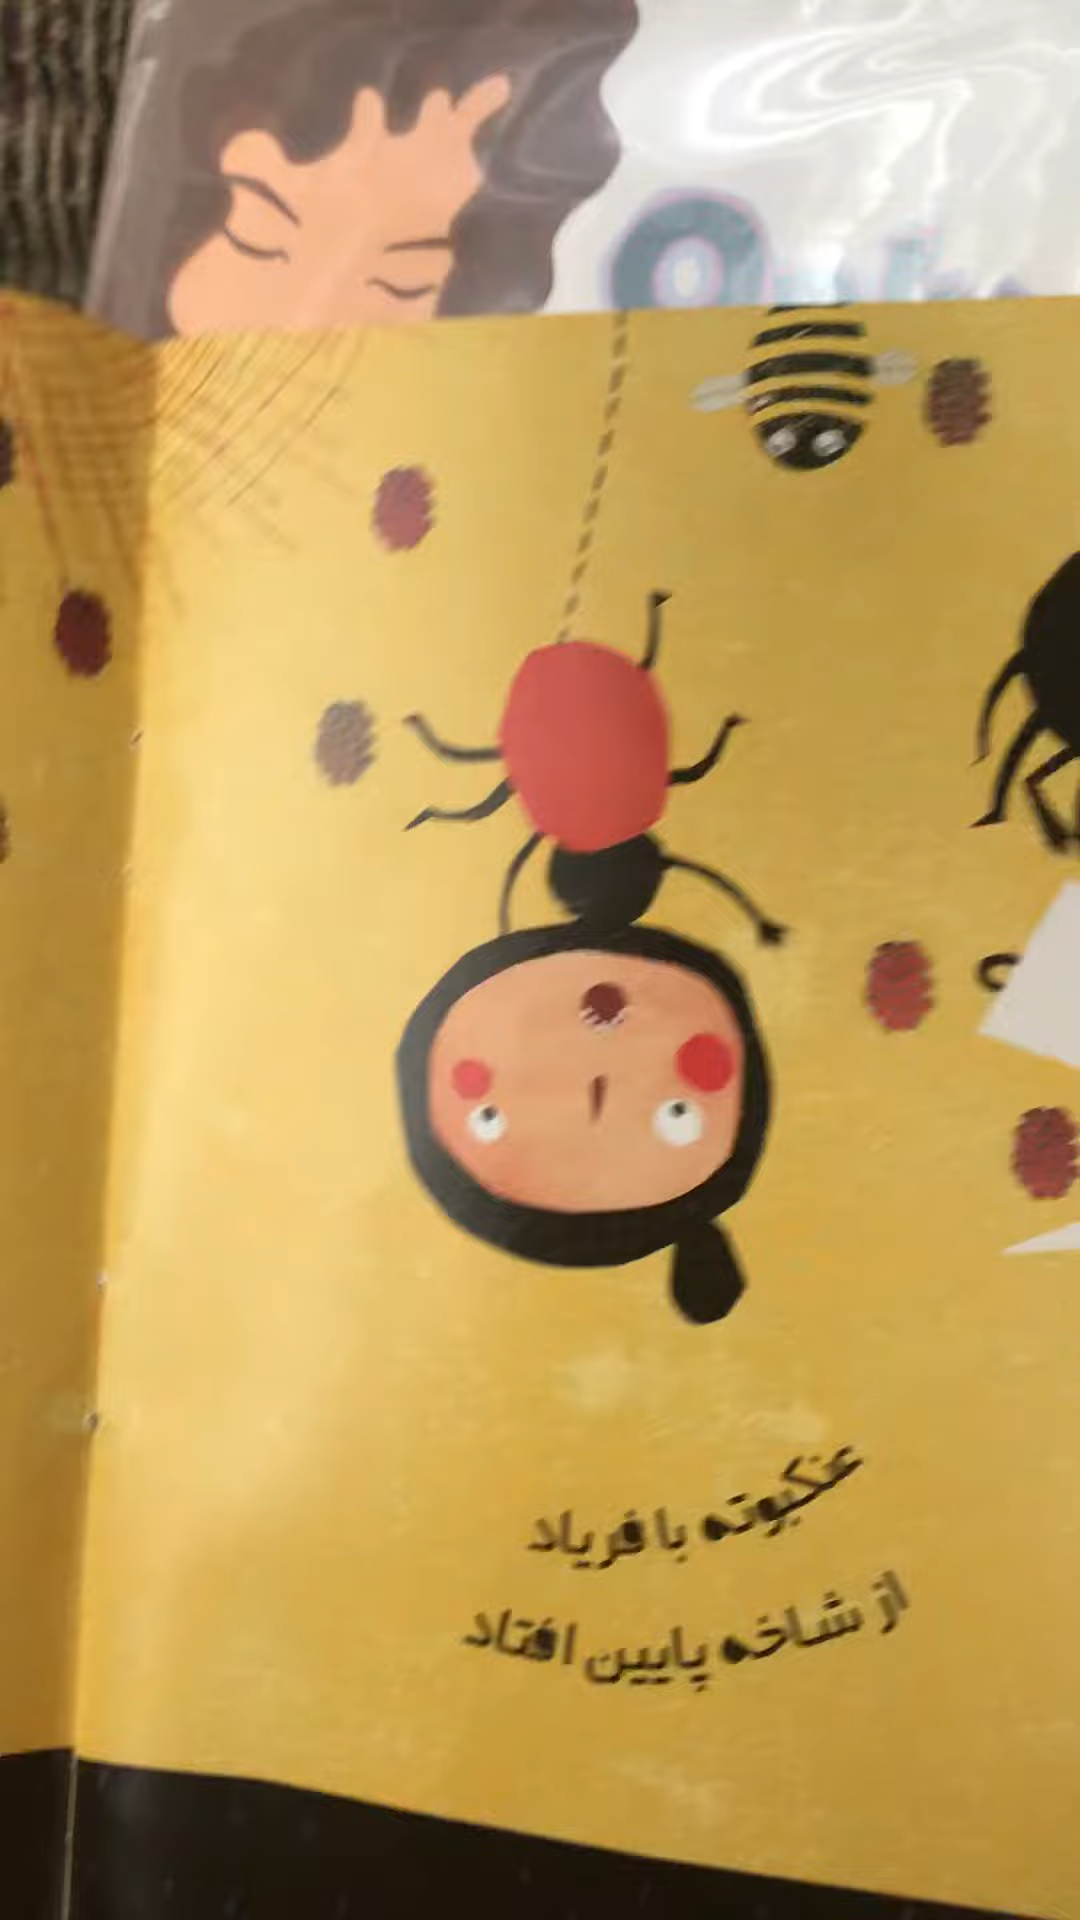 عنکبوته با فریاد
از شاخه پایین افتاد